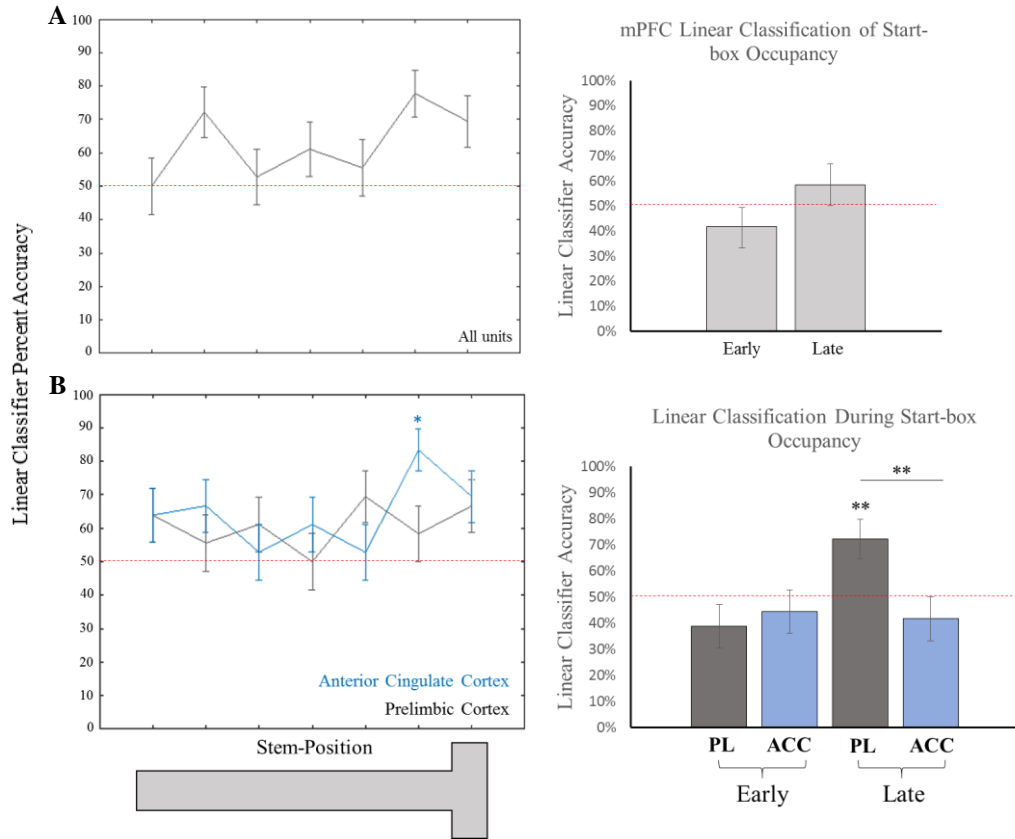 A
Linear Classifier Percent Accuracy
100
90
80
70
60
50
40
30
20
10
0
All units
mPFC Linear Classification of Start-
box Occupancy
Linear Classifier Accuracy
100%
90%
80%
70%
60%
50%
40%
30%
20%
10%
0%
Early Late
B
100
90
80
70
60
50
40
30
20
10
0
*
Anterior Cingulate Cortex
Prelimbic Cortex
Stem-Position
Linear Classification During Start-box
Occupancy
Linear Classifier Accuracy
100%
90%
80%
70%
60%
50%
40%
30%
20%
10%
0%
**
**
PL ACC PL ACC
Early Late